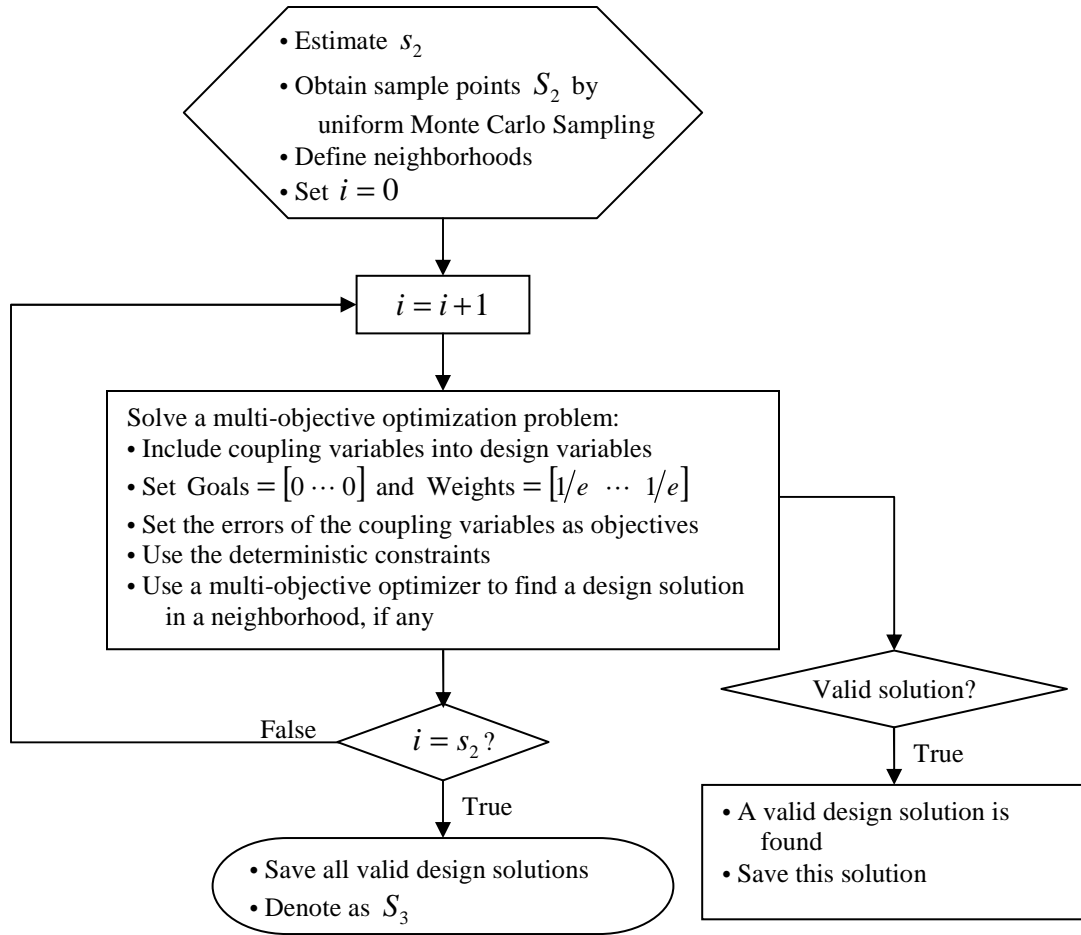 • Estimate s₂
• Obtain sample points S₂ by
uniform Monte Carlo Sampling
• Define neighborhoods
• Set i = 0
i = i + 1
Solve a multi-objective optimization problem:
• Include coupling variables into design variables
• Set Goals = [0 ⋯ 0] and Weights = [1/e ⋯ 1/e]
• Set the errors of the coupling variables as objectives
• Use the deterministic constraints
• Use a multi-objective optimizer to find a design solution
in a neighborhood, if any
Valid solution?
False
i = s₂ ?
True
True
• A valid design solution is
found
• Save this solution
• Save all valid design solutions
• Denote as S₃